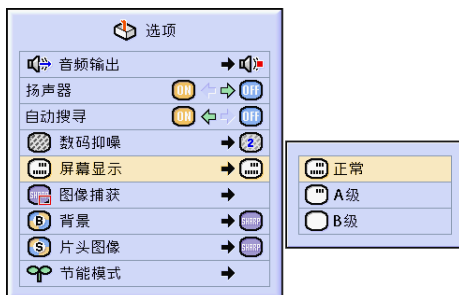 选项
音频输出
扬声器 ON OFF
自动搜寻 ON OFF
数码抑噪 2
屏幕显示
图像捕获
B 背景 SHARP
S 片头图像 SHARP
节能模式
正常
A级
B级